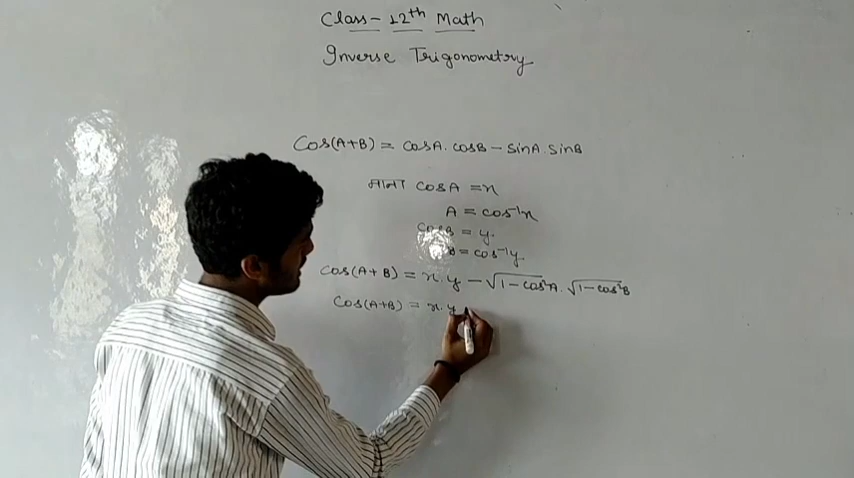 Class-12th Math
Inverse Trigonometry
Cos(A+B) = cosA. cosB - sinA.sinB
माना cosA = x
A = cos⁻¹x
cosB = y.
B = cos⁻¹y
Cos(A+B) = x.y - √1-cos²A . √1-cos²B
Cos(A+B) = x.y